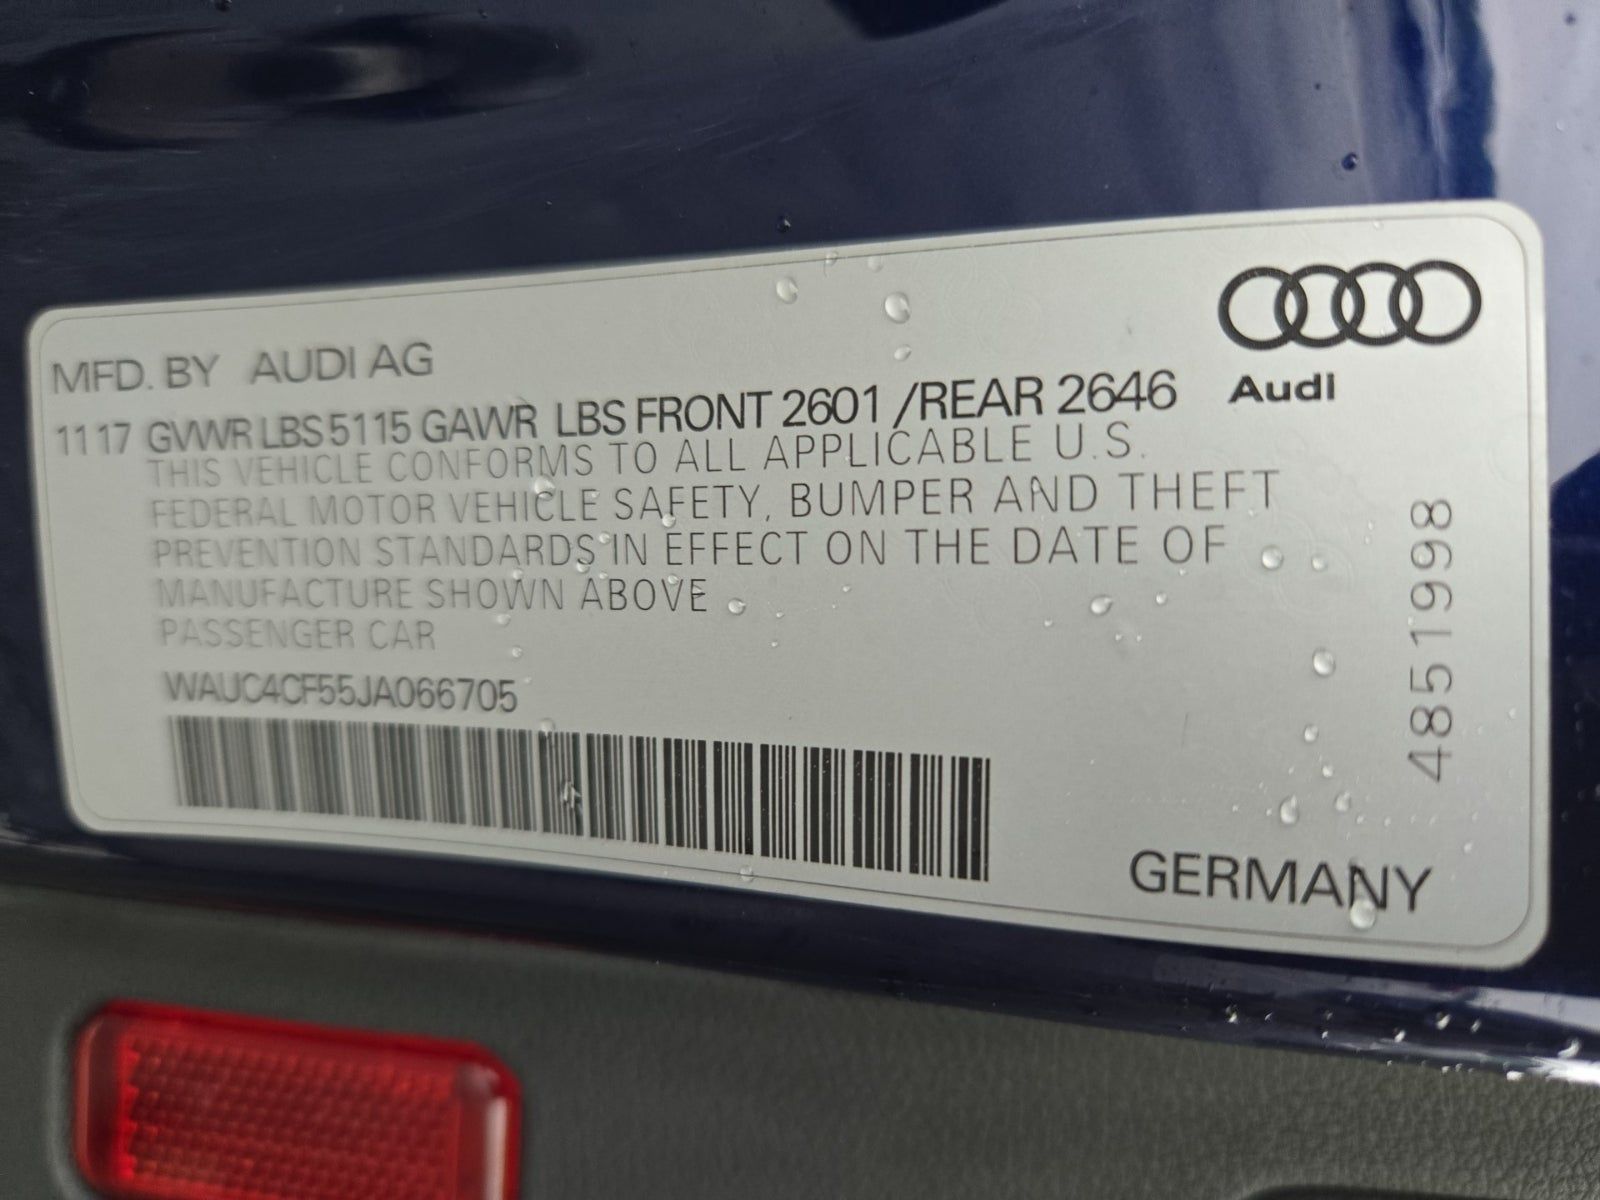 MFD. BY AUDI AG
11 17 GVWR LBS 5115 GAWR LBS FRONT 2601 /REAR 2646
THIS VEHICLE CONFORMS TO ALL APPLICABLE U.S.
FEDERAL MOTOR VEHICLE SAFETY, BUMPER AND THEFT
PREVENTION STANDARDS IN EFFECT ON THE DATE OF
MANUFACTURE SHOWN ABOVE
PASSENGER CAR
WAUC4CF55JA066705
Audi
4851998
GERMANY